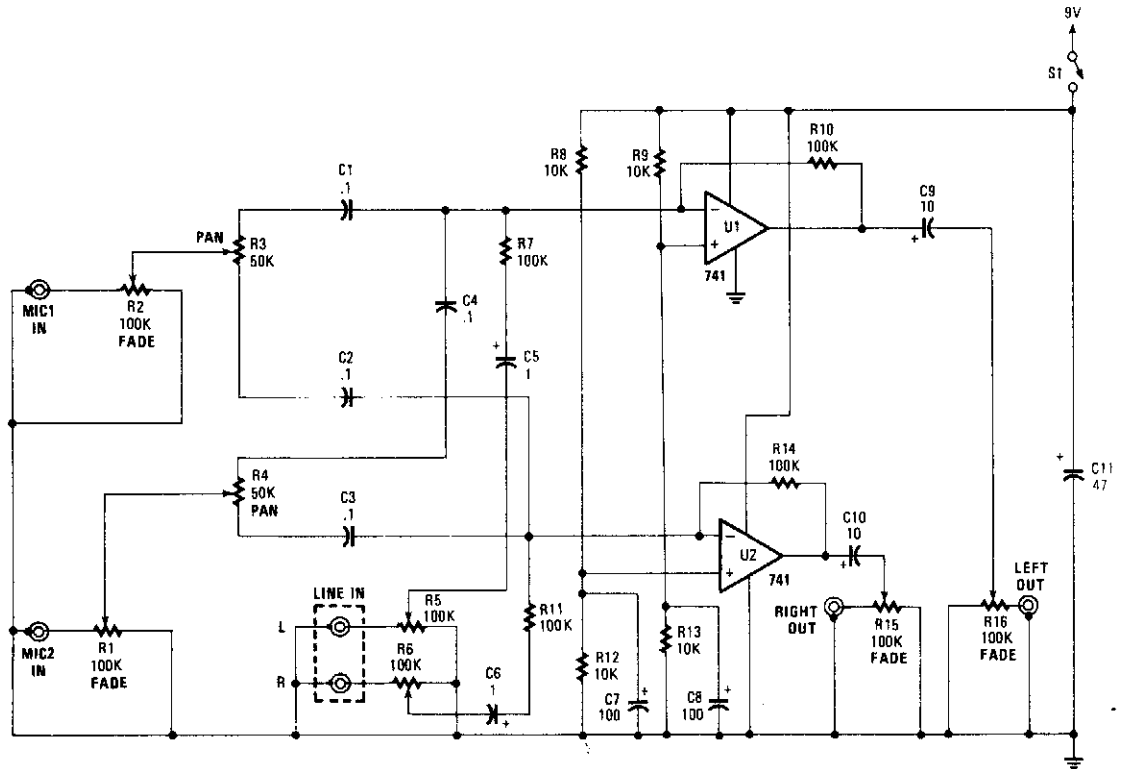 9V
S1
R10
100K
R8
10K
R9
10K
C9
10
C1
.1
−
U1
+
+
741
PAN
R3
50K
R7
100K
MIC1
IN
R2
100K
FADE
C4
.1
+
C5
1
C2
.1
R14
100K
+
C11
47
R4
50K
PAN
C3
.1
C10
10
−
U2
+
+
741
LINE IN
LEFT
OUT
L
R5
100K
R11
100K
RIGHT
OUT
R15
100K
FADE
R16
100K
FADE
MIC2
IN
R1
100K
FADE
R6
100K
R13
10K
R
R12
10K
C6
1
+
C7
100
+
C8
100
+